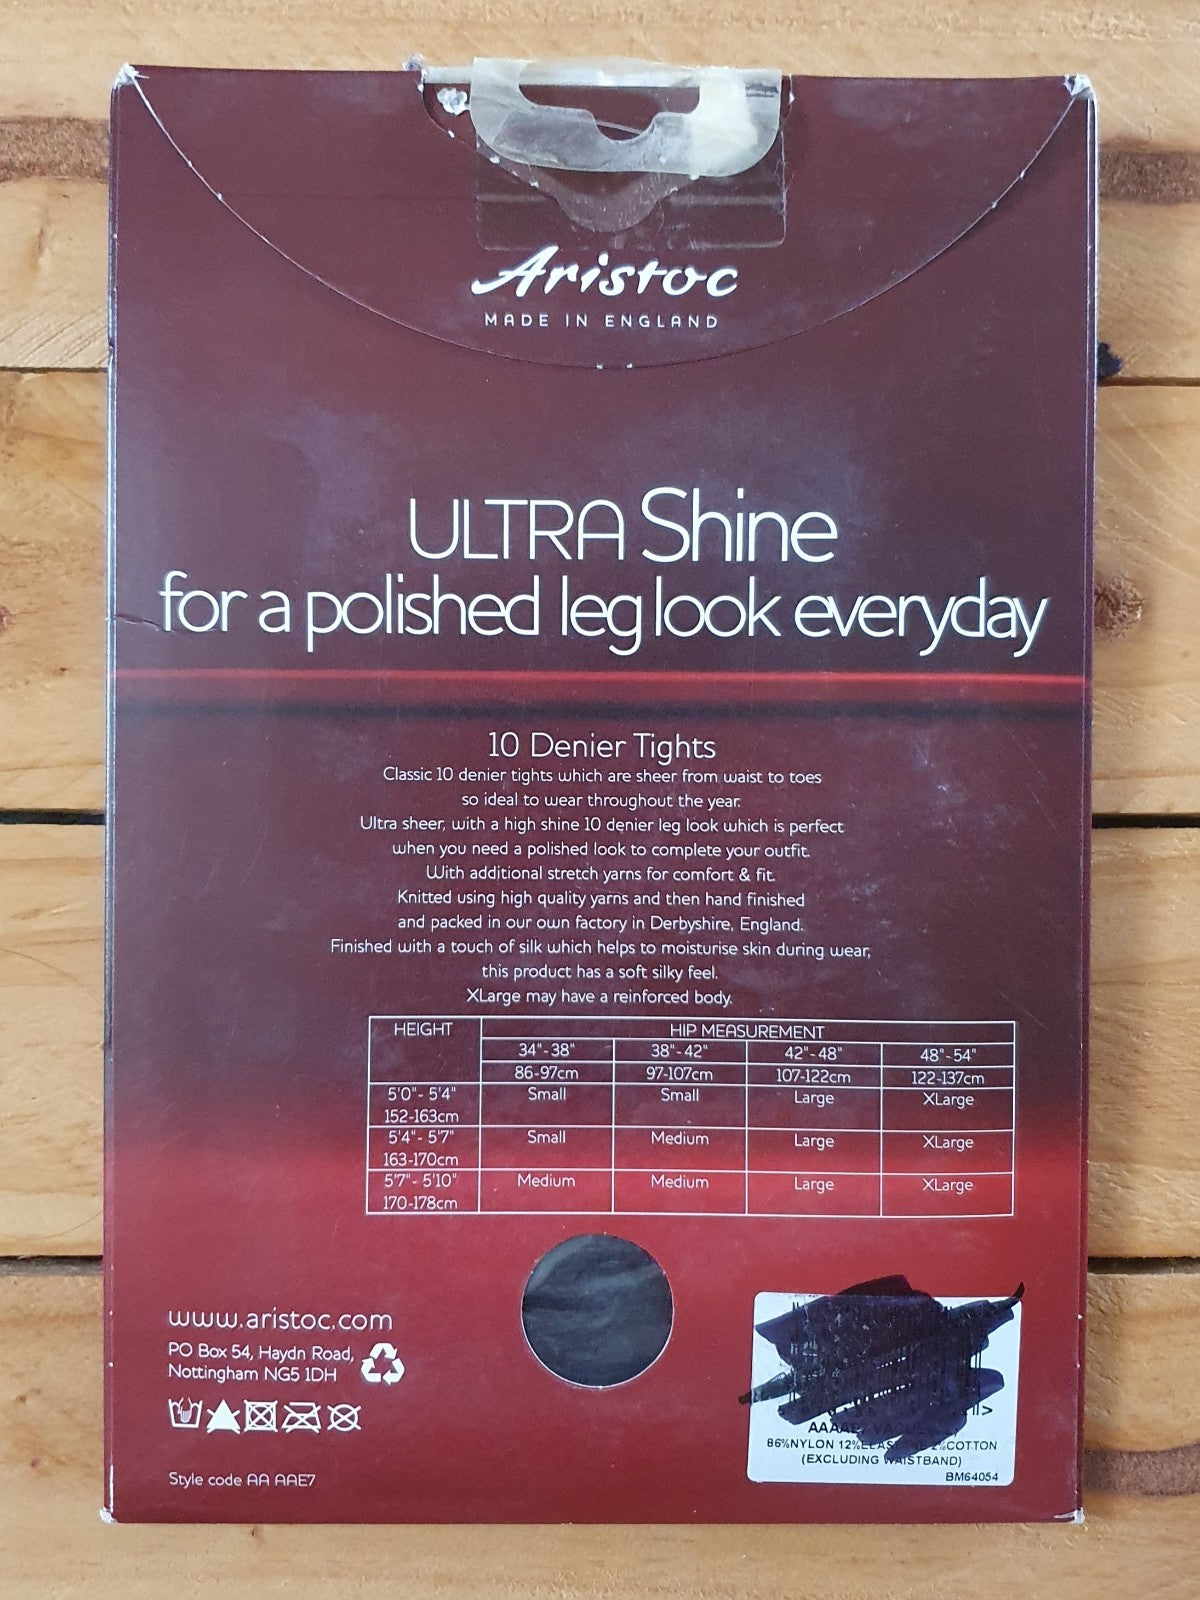 Aristoc
MADE IN ENGLAND
ULTRA Shine
for a polished leg look everyday
10 Denier Tights
Classic 10 denier tights which are sheer from waist to toes
so ideal to wear throughout the year.
Ultra sheer, with a high shine 10 denier leg look which is perfect
when you need a polished look to complete your outfit.
With additional stretch yarns for comfort & fit.
Knitted using high quality yarns and then hand finished
and packed in our own factory in Derbyshire, England.
Finished with a touch of silk which helps to moisturise skin during wear,
this product has a soft silky feel.
XLarge may have a reinforced body.
HEIGHT HIP MEASUREMENT
34"-38" 38"-42" 42"-48" 48"-54"
86-97cm 97-107cm 107-122cm 122-137cm
5'0"- 5'4" Small Small Large XLarge
152-163cm
5'4"- 5'7" Small Medium Large XLarge
163-170cm
5'7"- 5'10" Medium Medium Large XLarge
170-178cm
www.aristoc.com
PO Box 54, Haydn Road,
Nottingham NG5 1DH
Style code AA AAE7
86%NYLON 2%COTTON
(EXCLUDING WAISTBAND)
BM64054